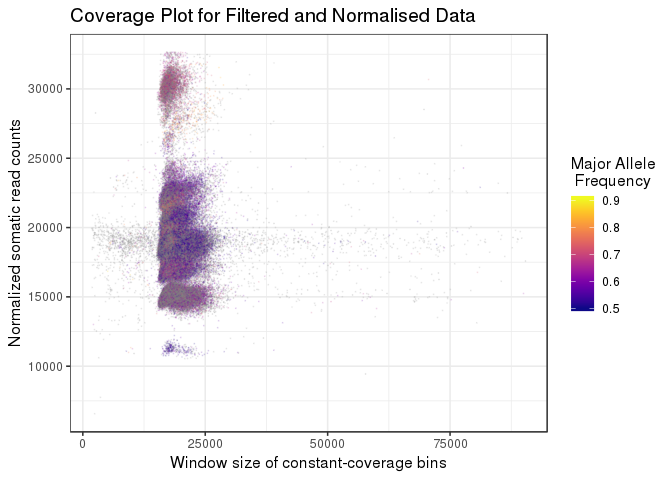 Coverage Plot for Filtered and Normalised Data
Normalized somatic read counts
30000
25000
20000
15000
10000
0
25000
50000
75000
Window size of constant-coverage bins
Major Allele
Frequency
0.9
0.8
0.7
0.6
0.5